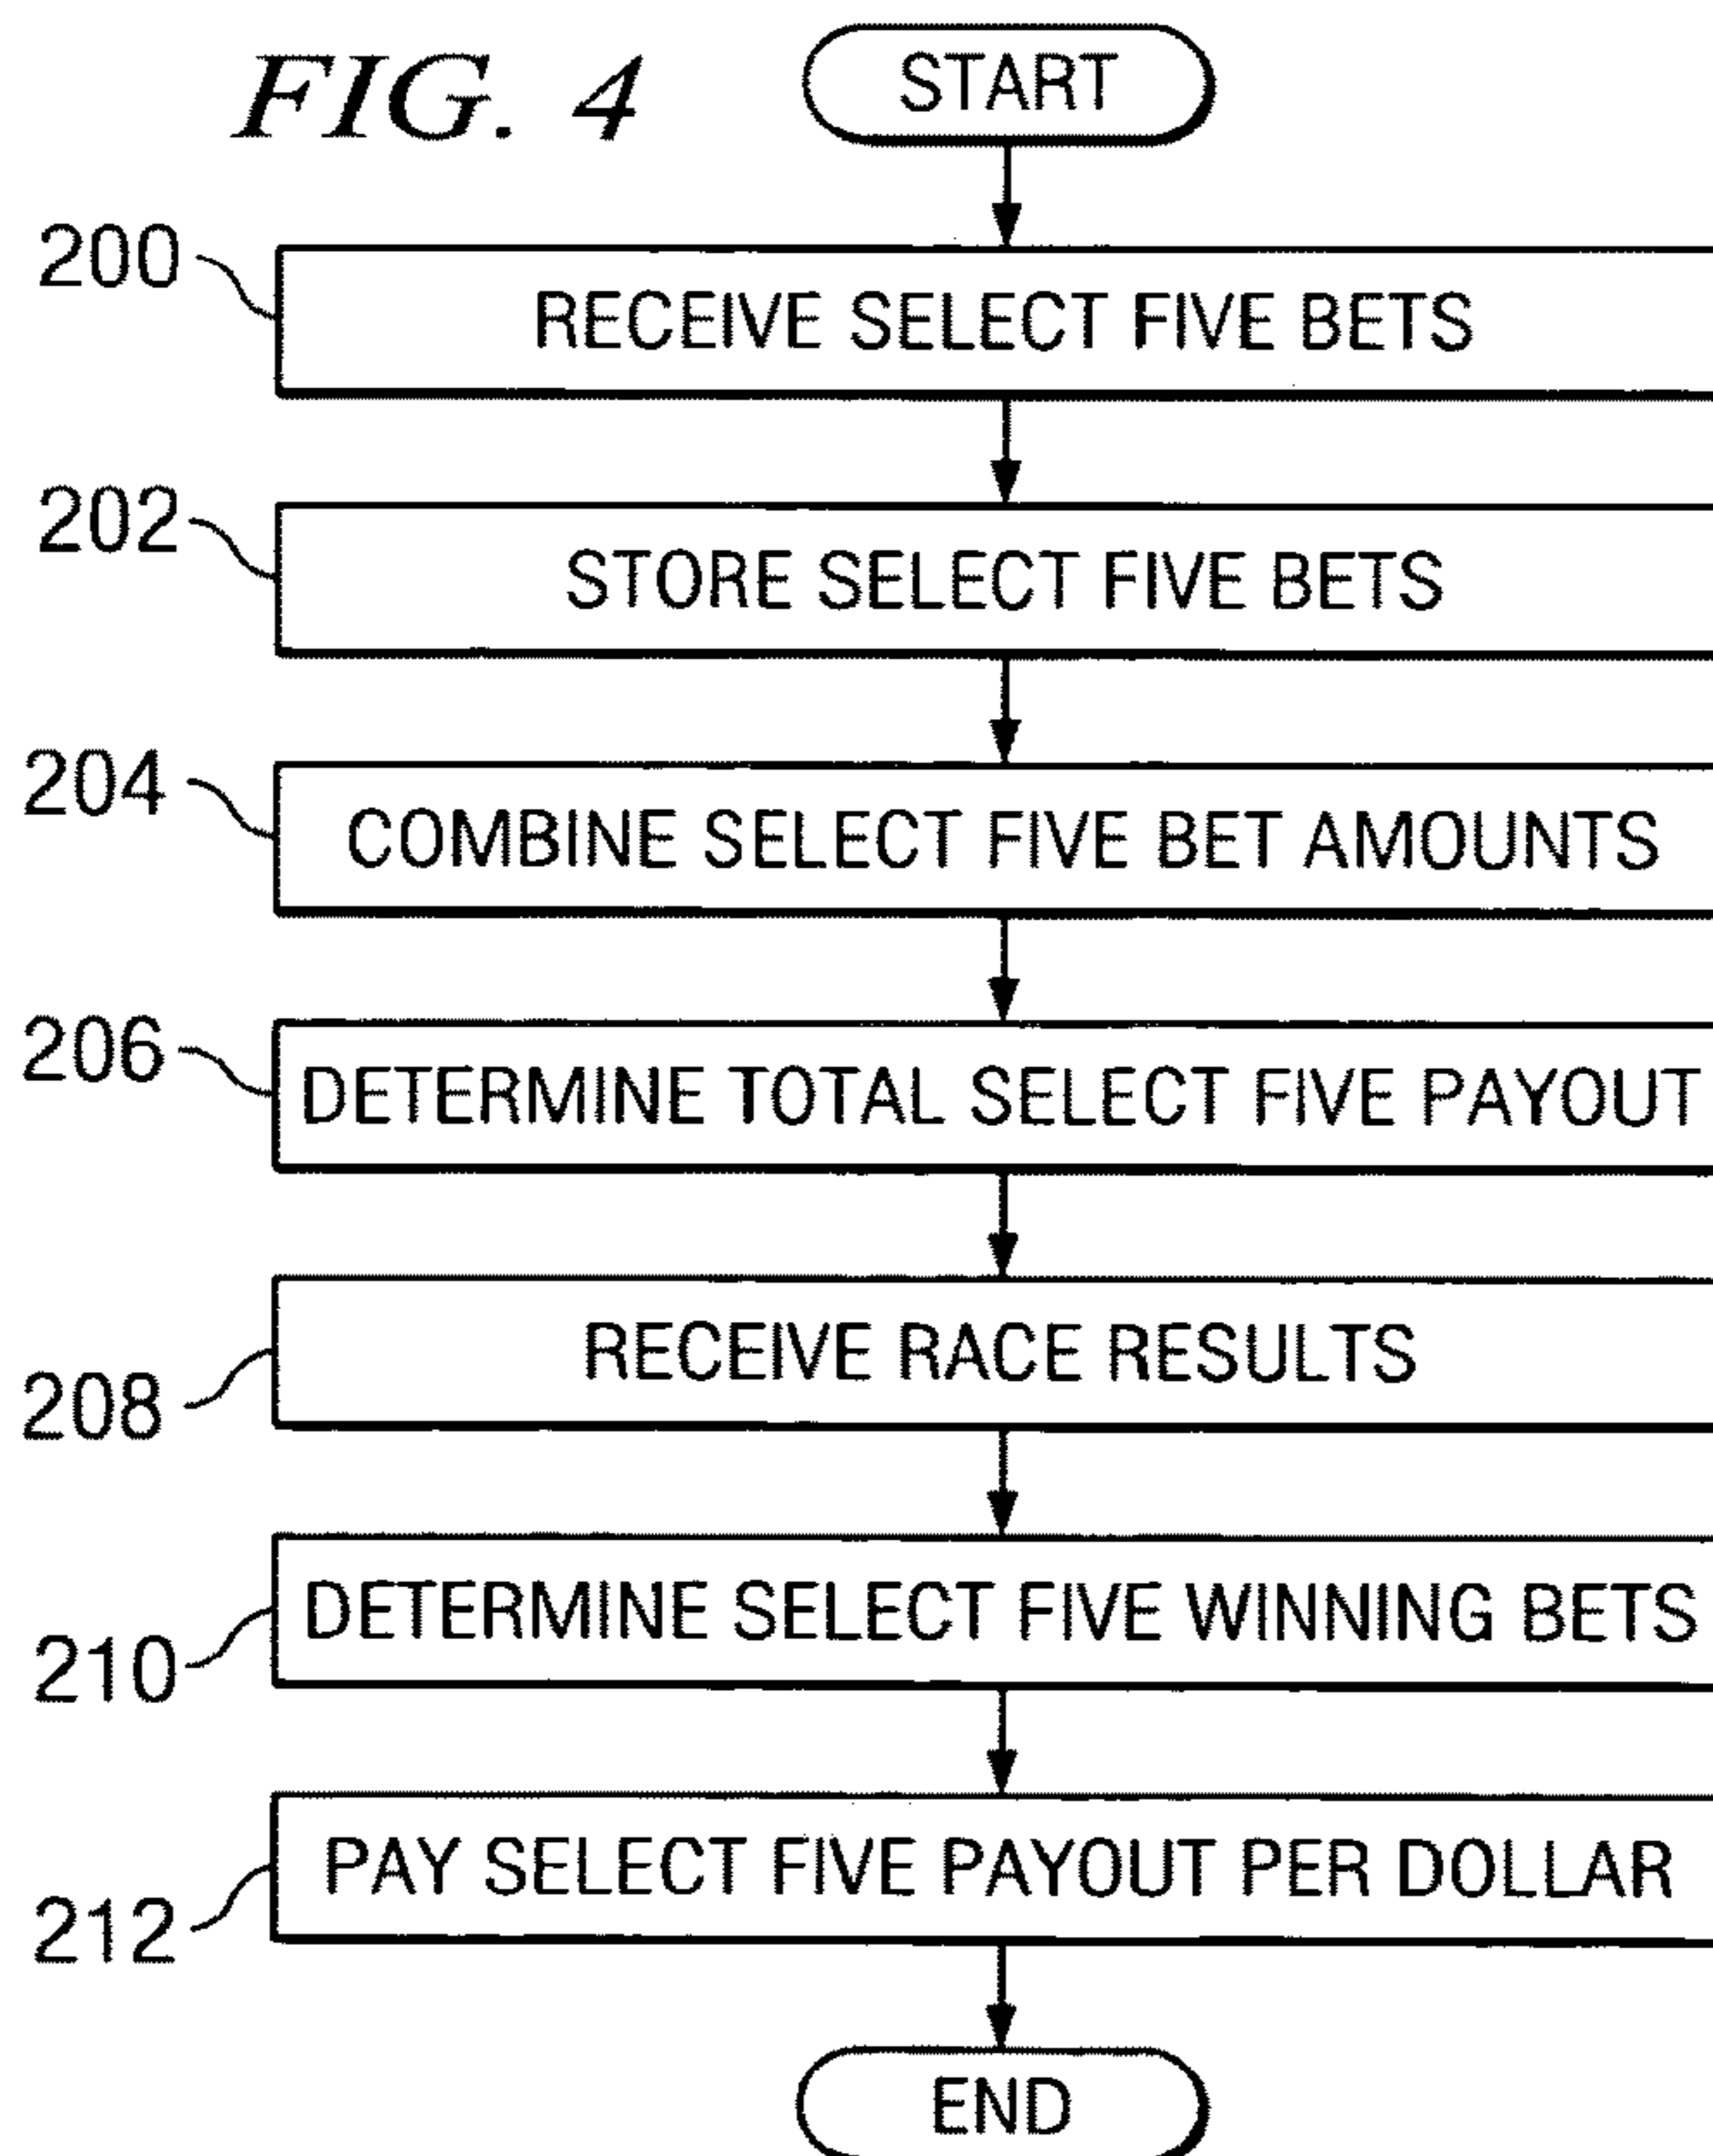 FIG. 4
START
200
RECEIVE SELECT FIVE BETS
202
STORE SELECT FIVE BETS
204
COMBINE SELECT FIVE BET AMOUNTS
206
DETERMINE TOTAL SELECT FIVE PAYOUT
208
RECEIVE RACE RESULTS
210
DETERMINE SELECT FIVE WINNING BETS
212
PAY SELECT FIVE PAYOUT PER DOLLAR
END